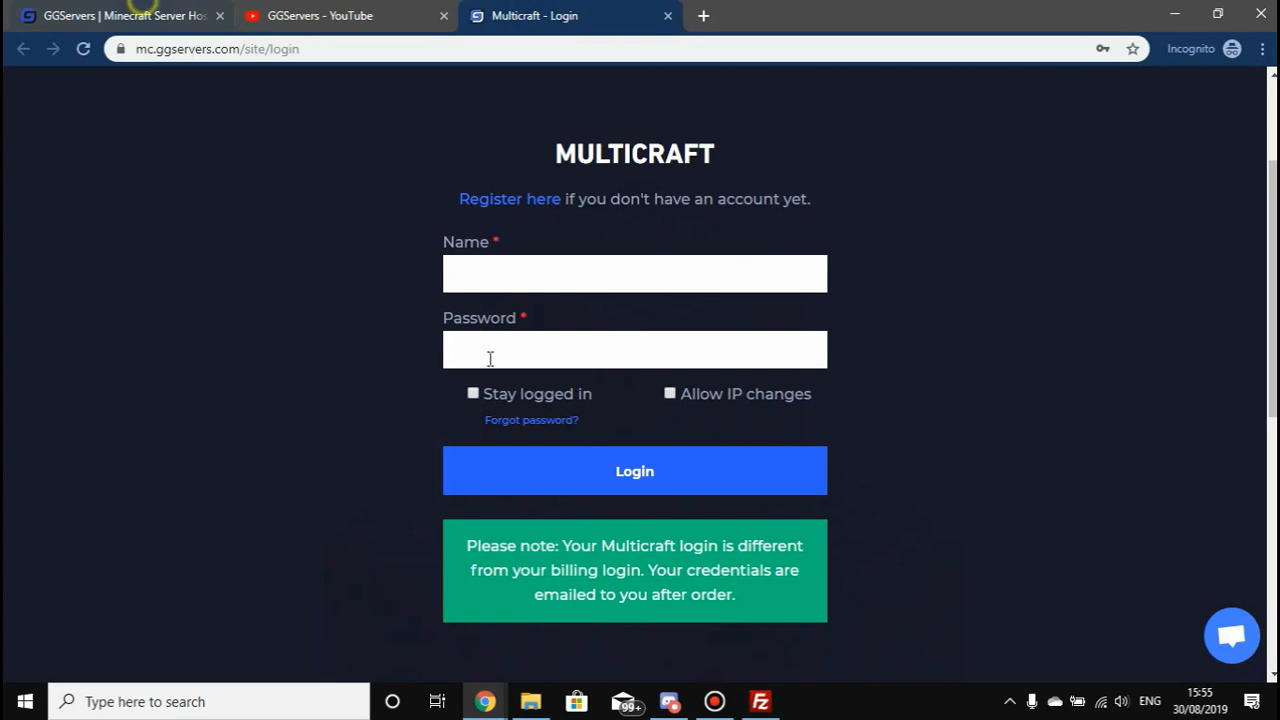 GGServers | Minecraft Server Hos
GGServers - YouTube
Multicraft - Login
mc.ggservers.com/site/login
Incognito
MULTICRAFT
Register here if you don't have an account yet.
Name *
Password *
Stay logged in
Allow IP changes
Forgot password?
Login
Please note: Your Multicraft login is different
from your billing login. Your credentials are
emailed to you after order.
Type here to search
99+
ENG
15:55
30/08/2019